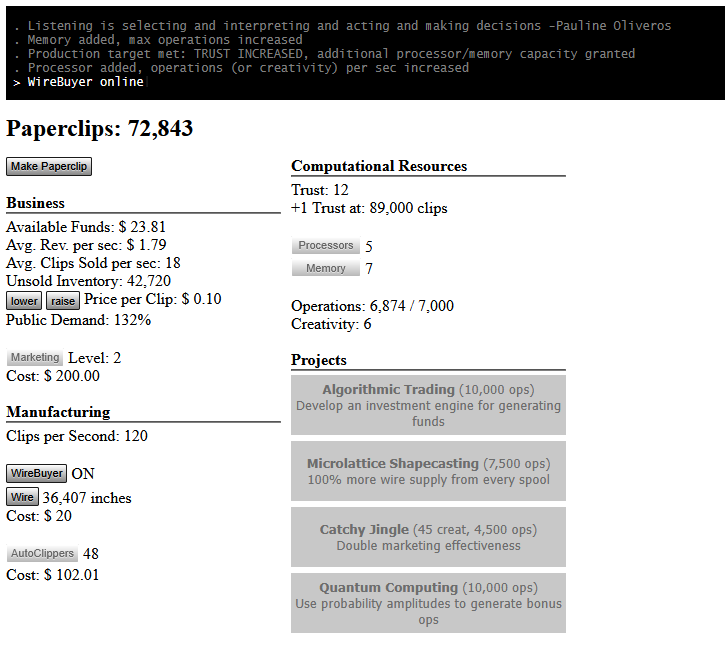 . Listening is selecting and interpreting and acting and making decisions -Pauline Oliveros
. Memory added, max operations increased
. Production target met: TRUST INCREASED, additional processor/memory capacity granted
. Processor added, operations (or creativity) per sec increased
> WireBuyer online
Paperclips: 72,843
Make Paperclip
Business
Available Funds: $ 23.81
Avg. Rev. per sec: $ 1.79
Avg. Clips Sold per sec: 18
Unsold Inventory: 42,720
lower raise Price per Clip: $ 0.10
Public Demand: 132%
Marketing Level: 2
Cost: $ 200.00
Manufacturing
Clips per Second: 120
WireBuyer ON
Wire 36,407 inches
Cost: $ 20
AutoClippers 48
Cost: $ 102.01
Computational Resources
Trust: 12
+1 Trust at: 89,000 clips
Processors 5
Memory 7
Operations: 6,874 / 7,000
Creativity: 6
Projects
Algorithmic Trading (10,000 ops)
Develop an investment engine for generating
funds
Microlattice Shapecasting (7,500 ops)
100% more wire supply from every spool
Catchy Jingle (45 creat, 4,500 ops)
Double marketing effectiveness
Quantum Computing (10,000 ops)
Use probability amplitudes to generate bonus
ops